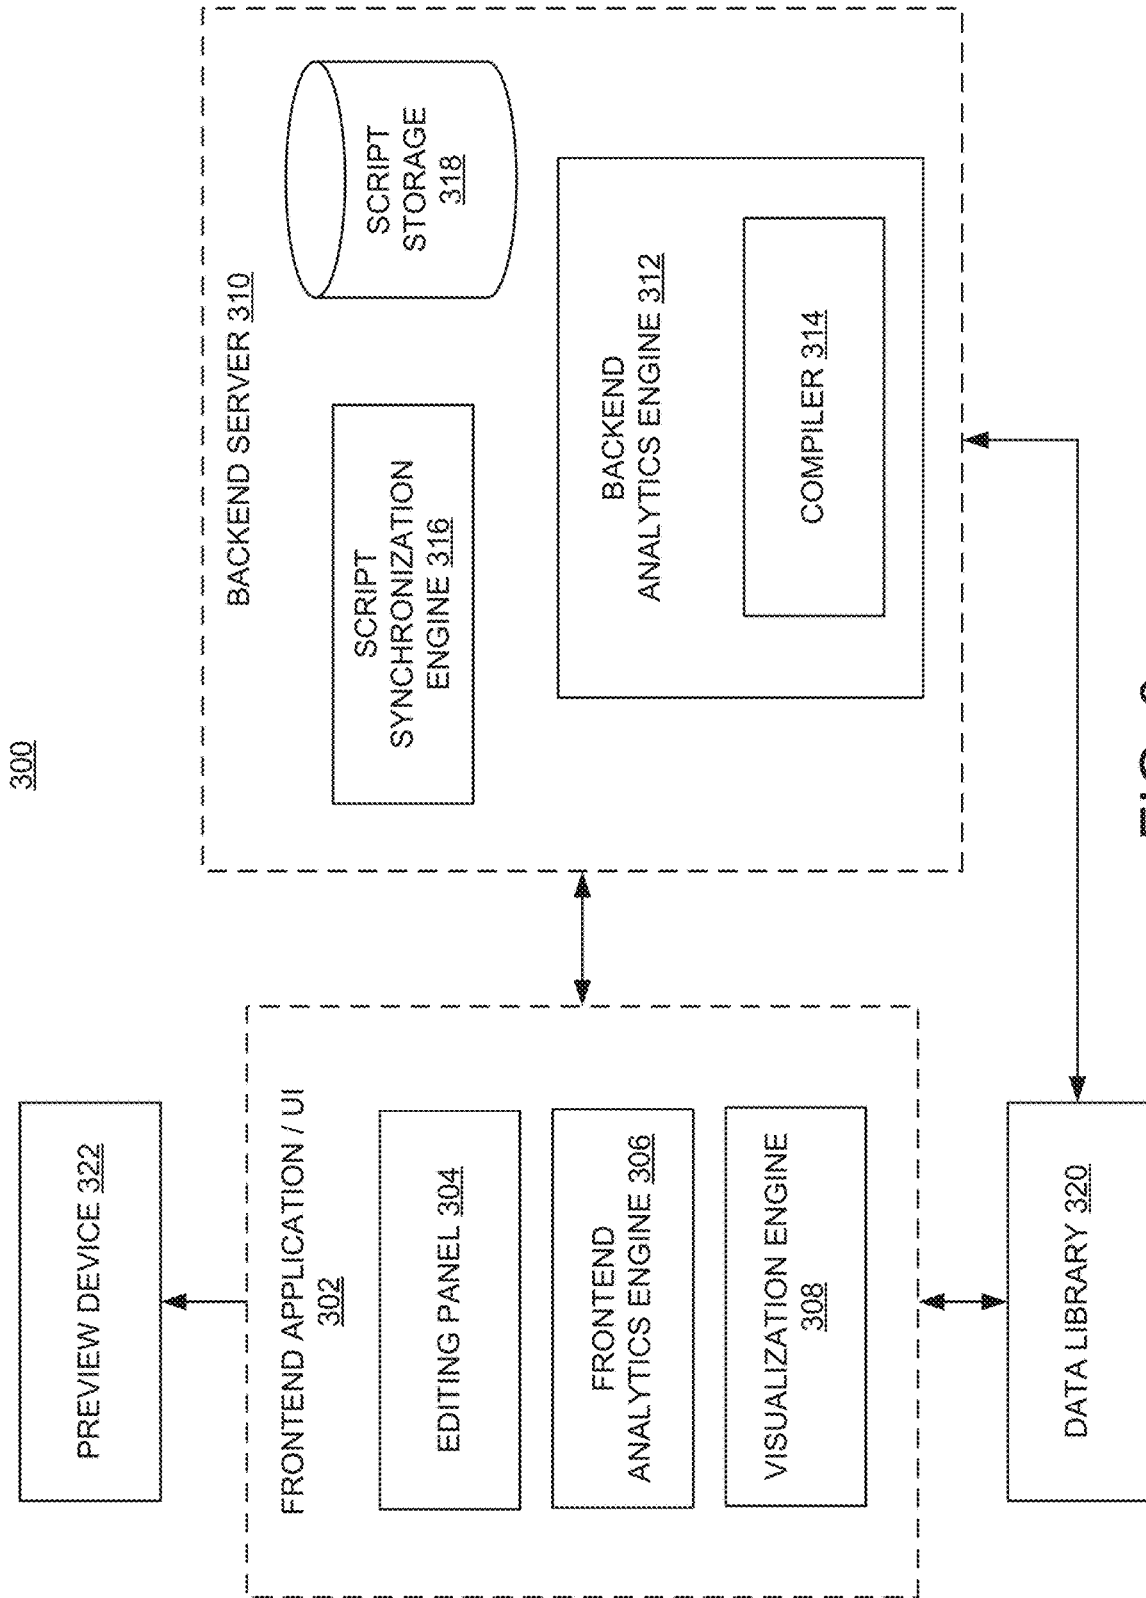 300
PREVIEW DEVICE 322
FRONTEND APPLICATION / UI
302
EDITING PANEL 304
FRONTEND
ANALYTICS ENGINE 306
VISUALIZATION ENGINE
308
DATA LIBRARY 320
BACKEND SERVER 310
SCRIPT
SYNCHRONIZATION
ENGINE 316
SCRIPT
STORAGE
318
BACKEND
ANALYTICS ENGINE 312
COMPILER 314